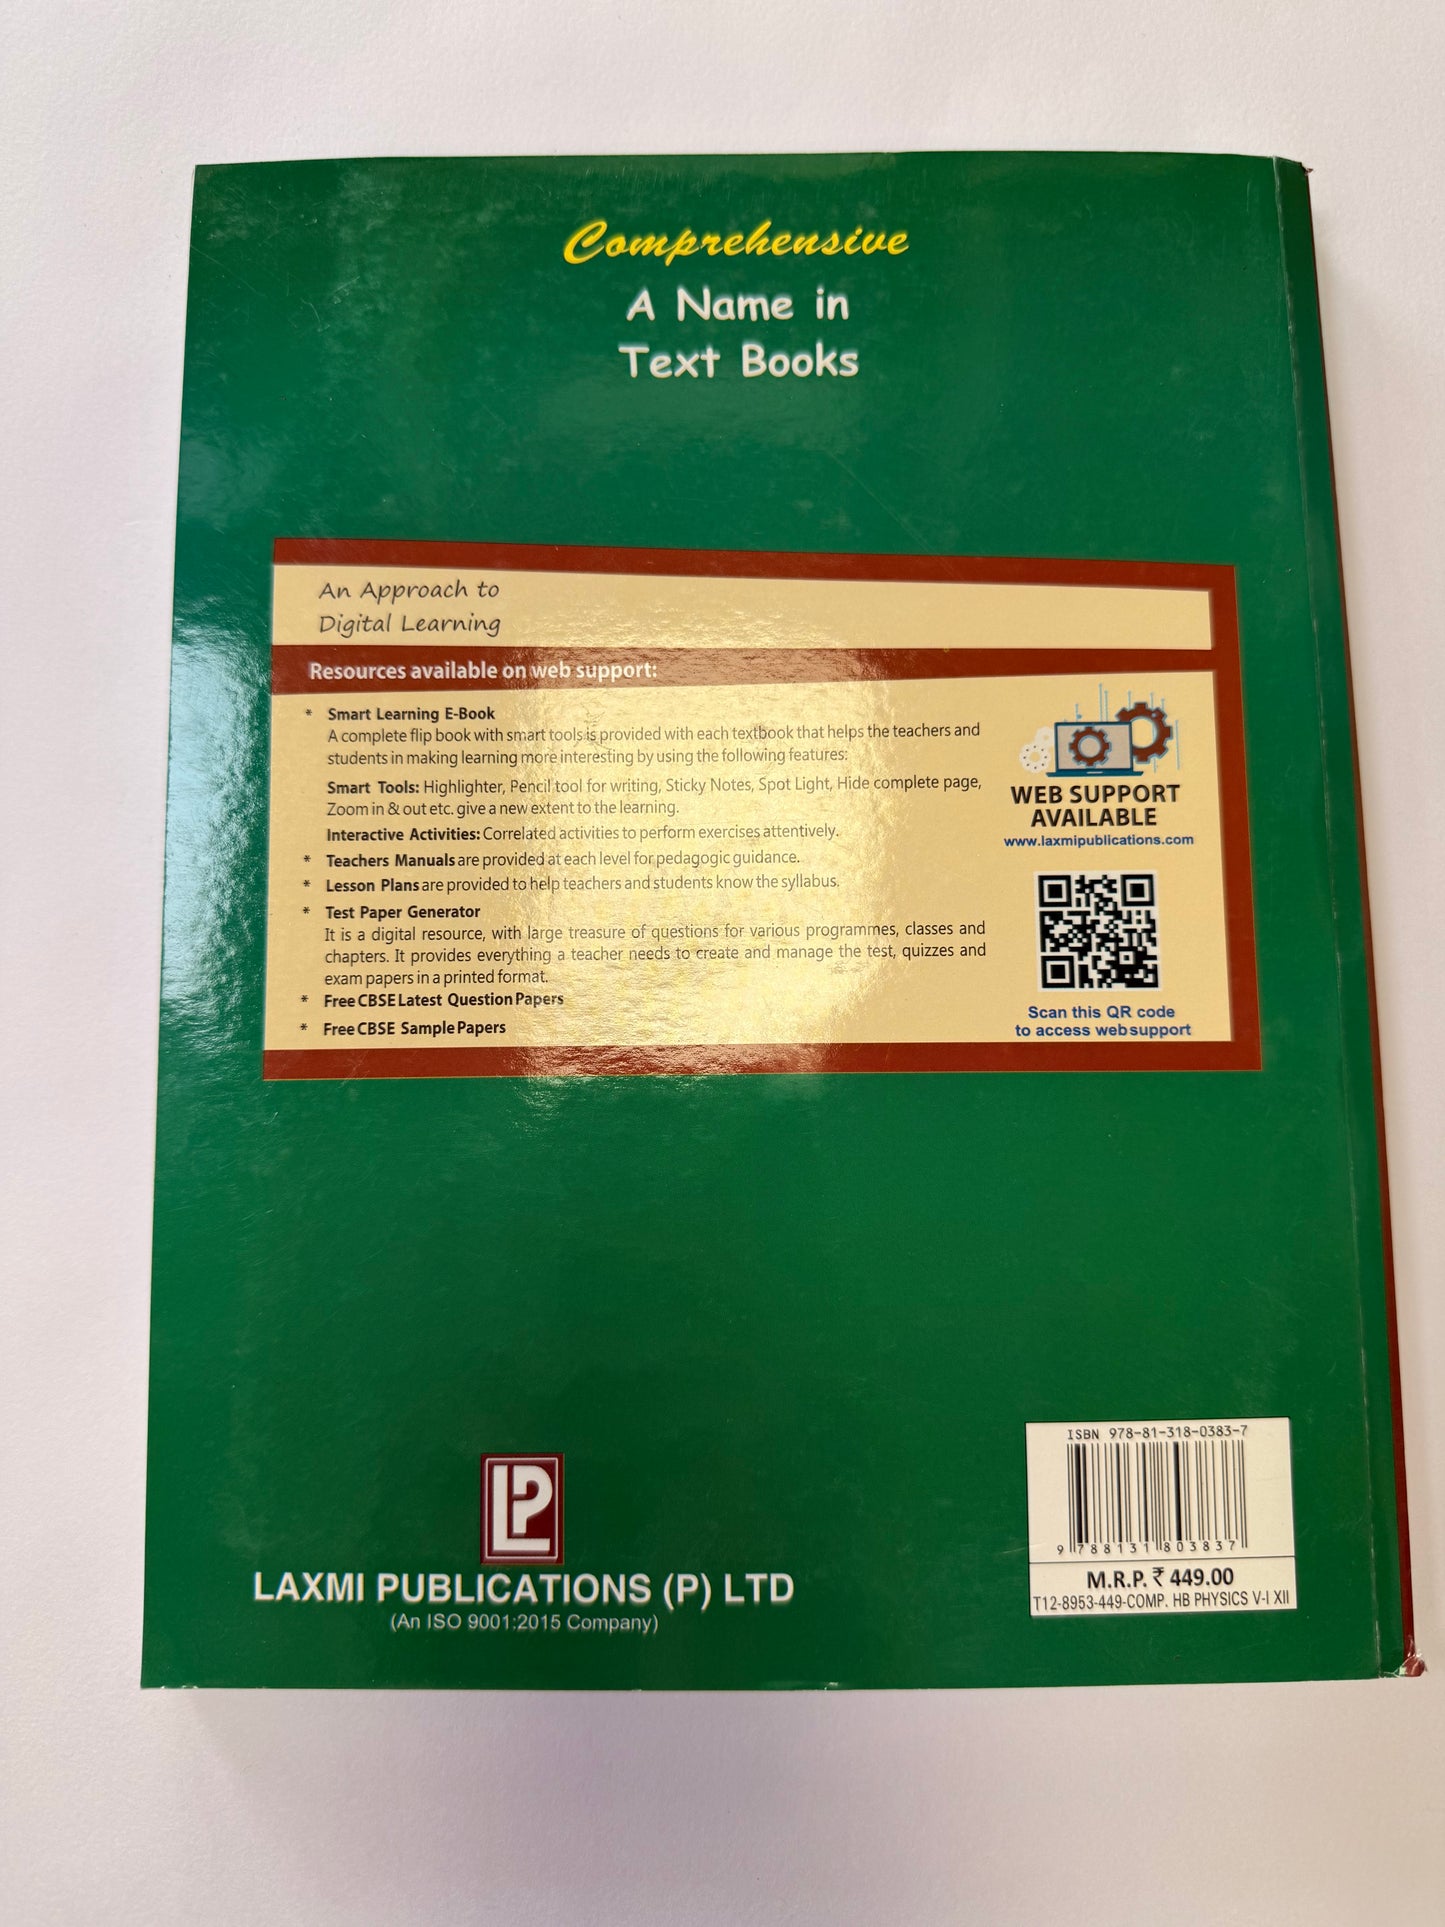 Comprehensive
A Name in
Text Books
An Approach to
Digital Learning
Resources available on web support:
* Smart Learning E-Book
A complete flip book with smart tools is provided with each textbook that helps the teachers and
students in making learning more interesting by using the following features:
Smart Tools: Highlighter, Pencil tool for writing, Sticky Notes, Spot Light, Hide complete page,
Zoom in & out etc. give a new extent to the learning.
Interactive Activities: Correlated activities to perform exercises attentively.
* Teachers Manuals are provided at each level for pedagogic guidance.
* Lesson Plans are provided to help teachers and students know the syllabus.
* Test Paper Generator
It is a digital resource, with large treasure of questions for various programmes, classes and
chapters. It provides everything a teacher needs to create and manage the test, quizzes and
exam papers in a printed format.
* Free CBSE Latest Question Papers
* Free CBSE Sample Papers
WEB SUPPORT
AVAILABLE
www.laxmipublications.com
Scan this QR code
to access websupport
LP
LAXMI PUBLICATIONS (P) LTD
(An ISO 9001:2015 Company)
ISBN 978-81-318-0383-7
9 788131 803837
M.R.P. ₹ 449.00
T12-8953-449-COMP. HB PHYSICS V-I XII